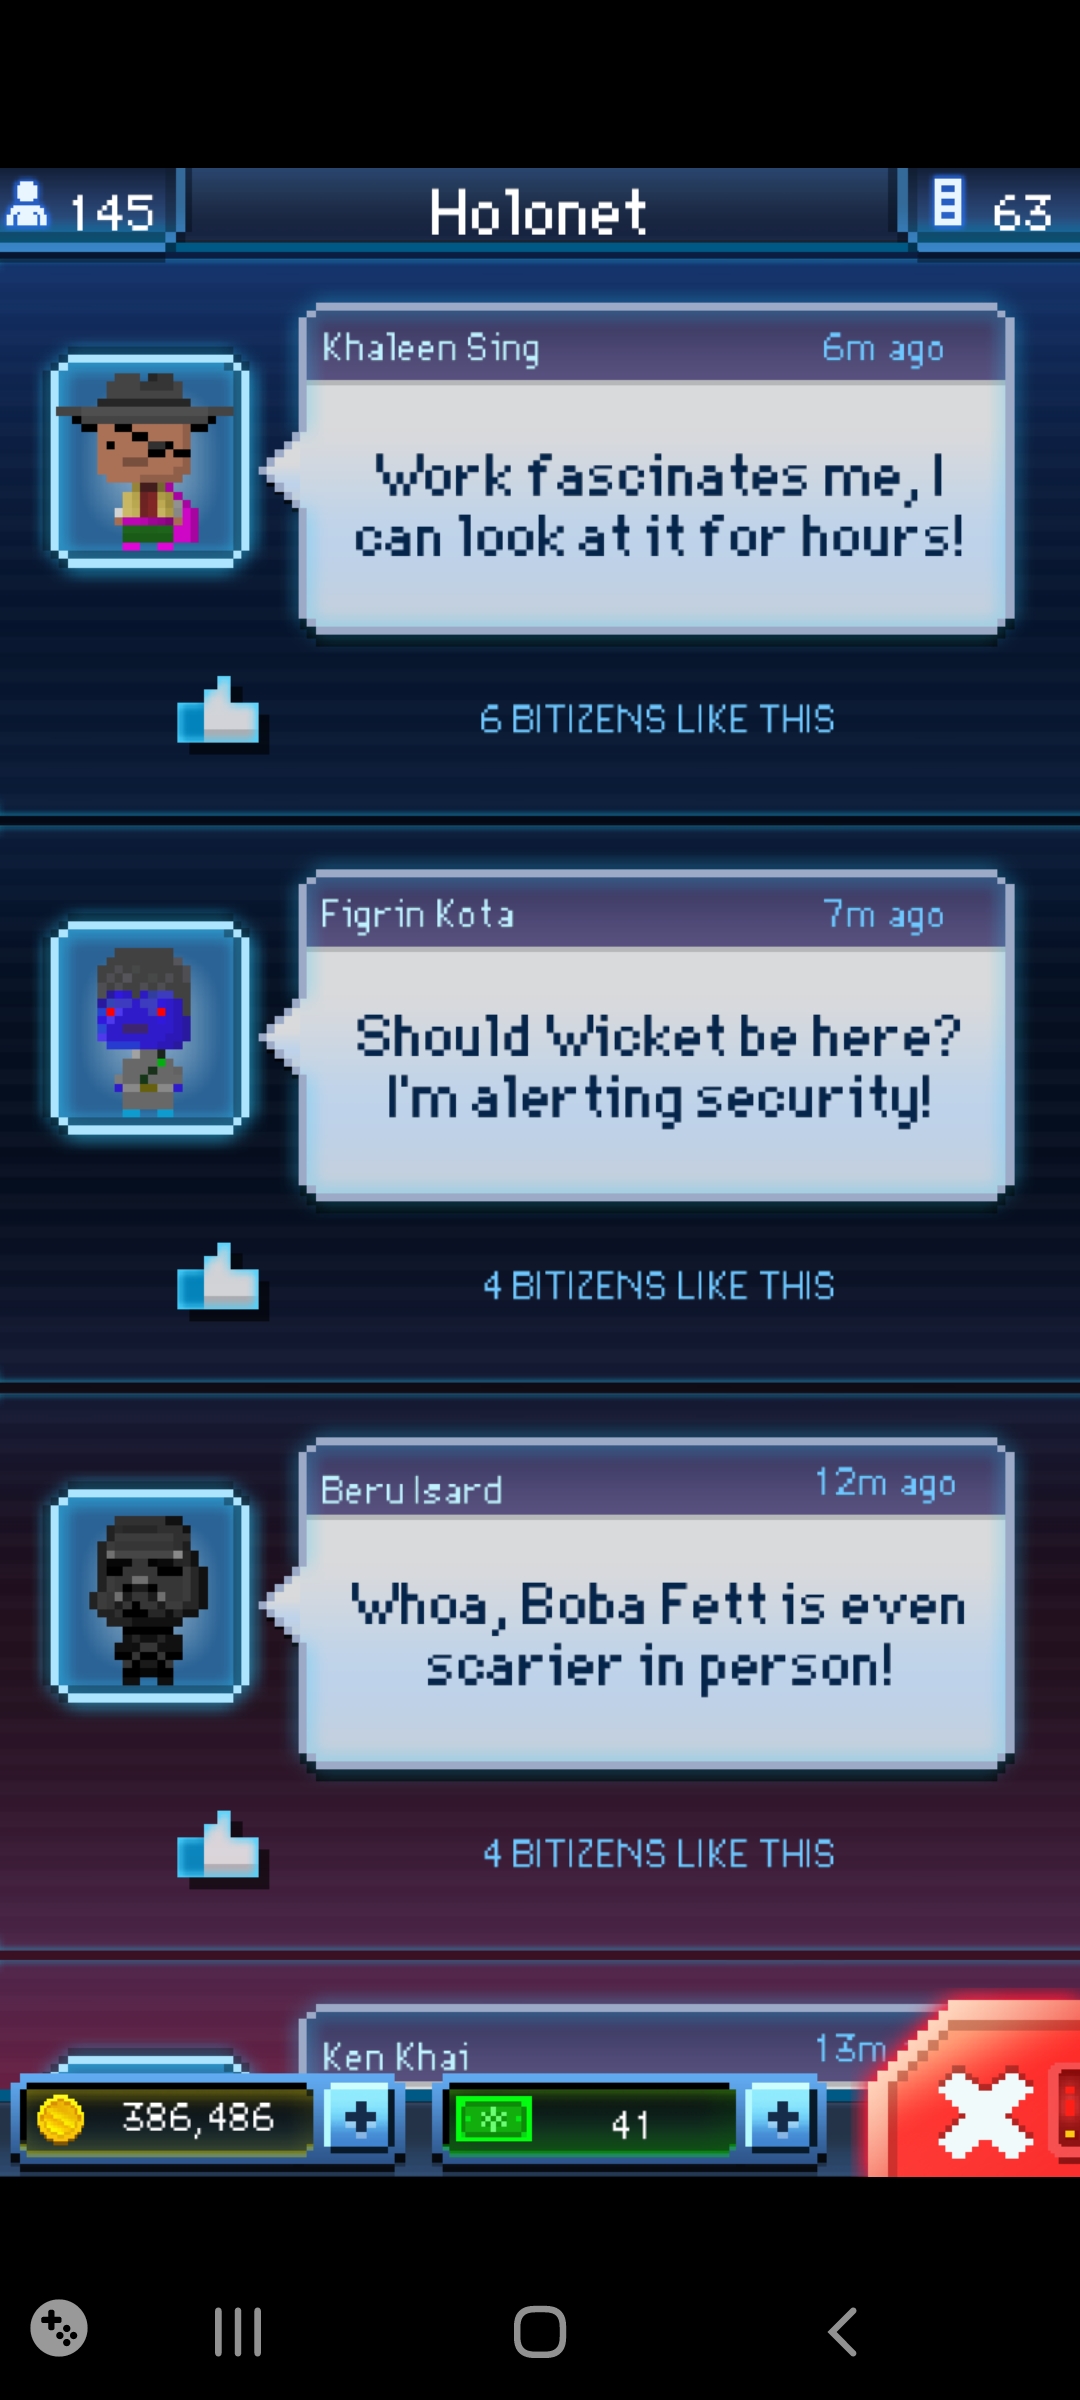 145
Holonet
63
Khaleen Sing
6m ago
Work fascinates me, I
can look at it for hours!
6 BITIZENS LIKE THIS
Figrin Kota
7m ago
Should Wicket be here?
I'm alerting security!
4 BITIZENS LIKE THIS
Beru Isard
12m ago
Whoa, Boba Fett is even
scarier in person!
4 BITIZENS LIKE THIS
Ken Khai
13m
386,486
41